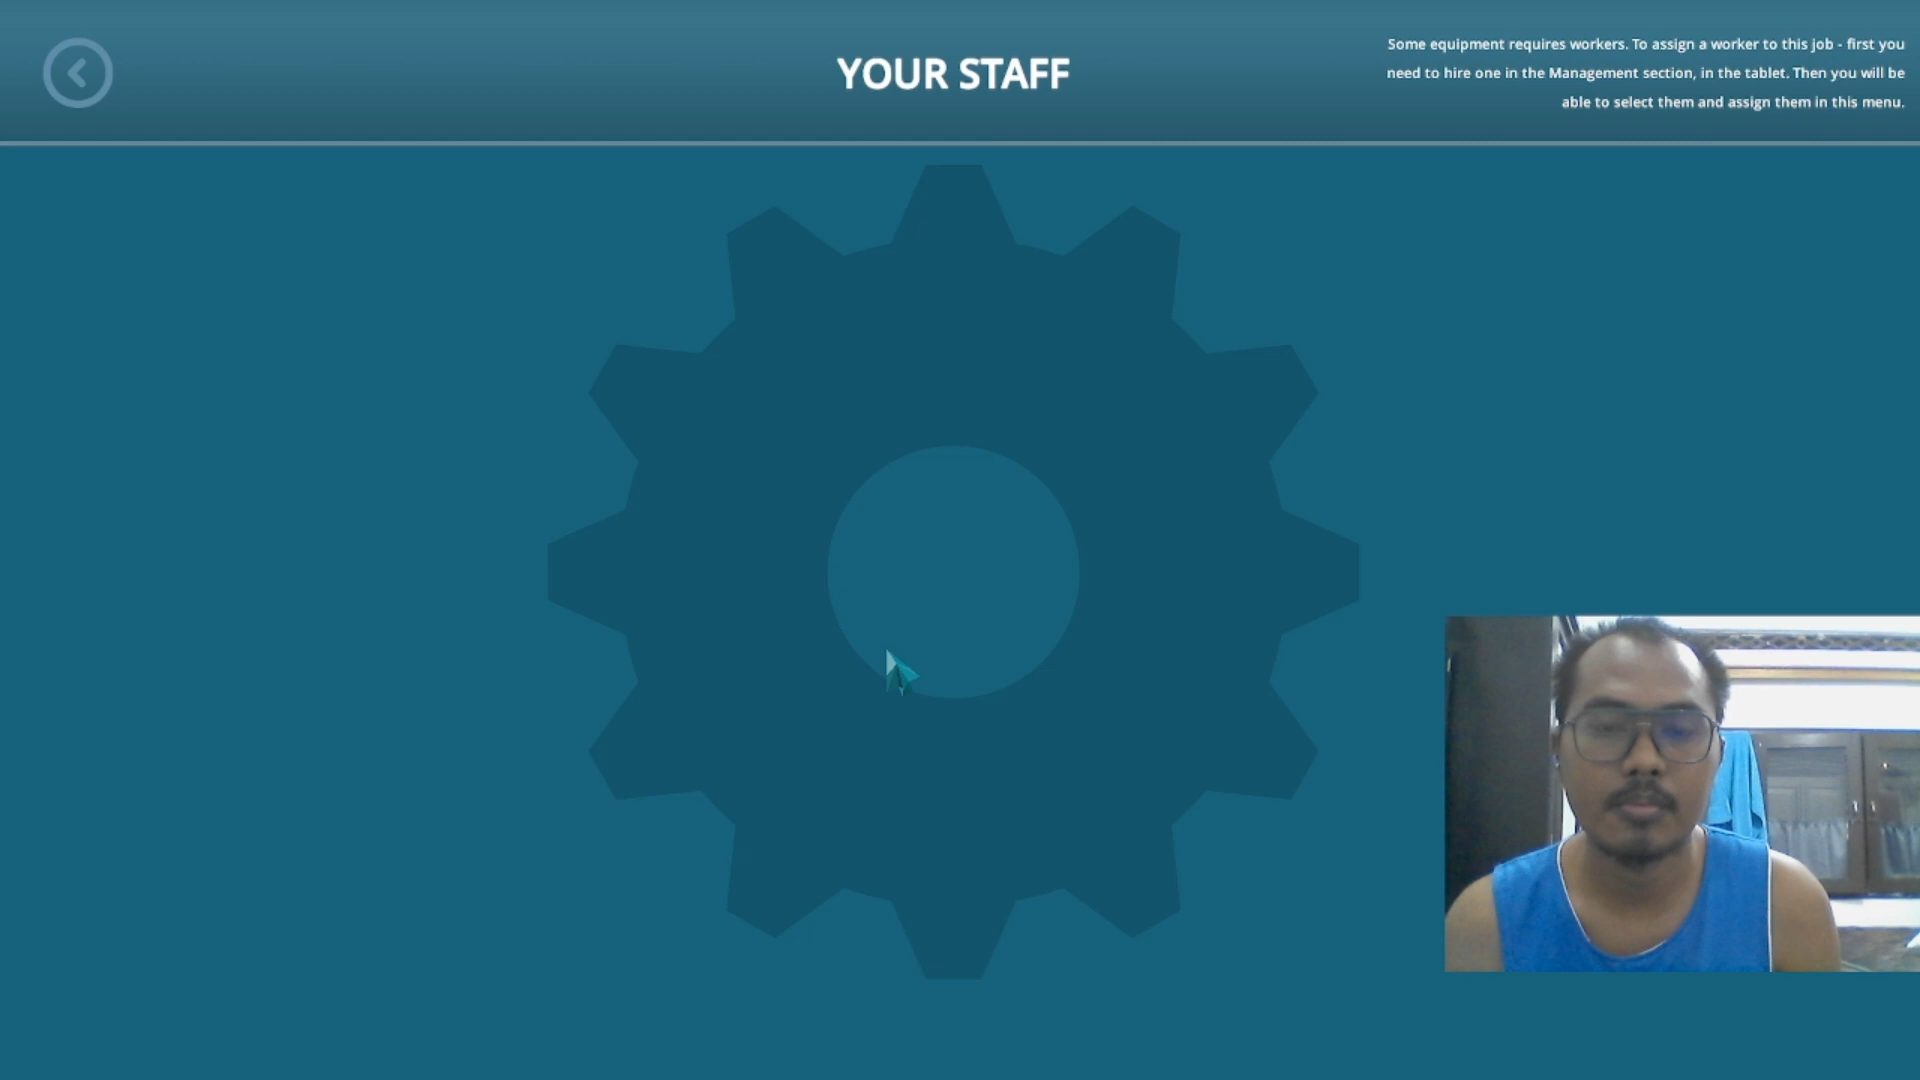 YOUR STAFF
Some equipment requires workers. To assign a worker to this job - first you
need to hire one in the Management section, in the tablet. Then you will be
able to select them and assign them in this menu.